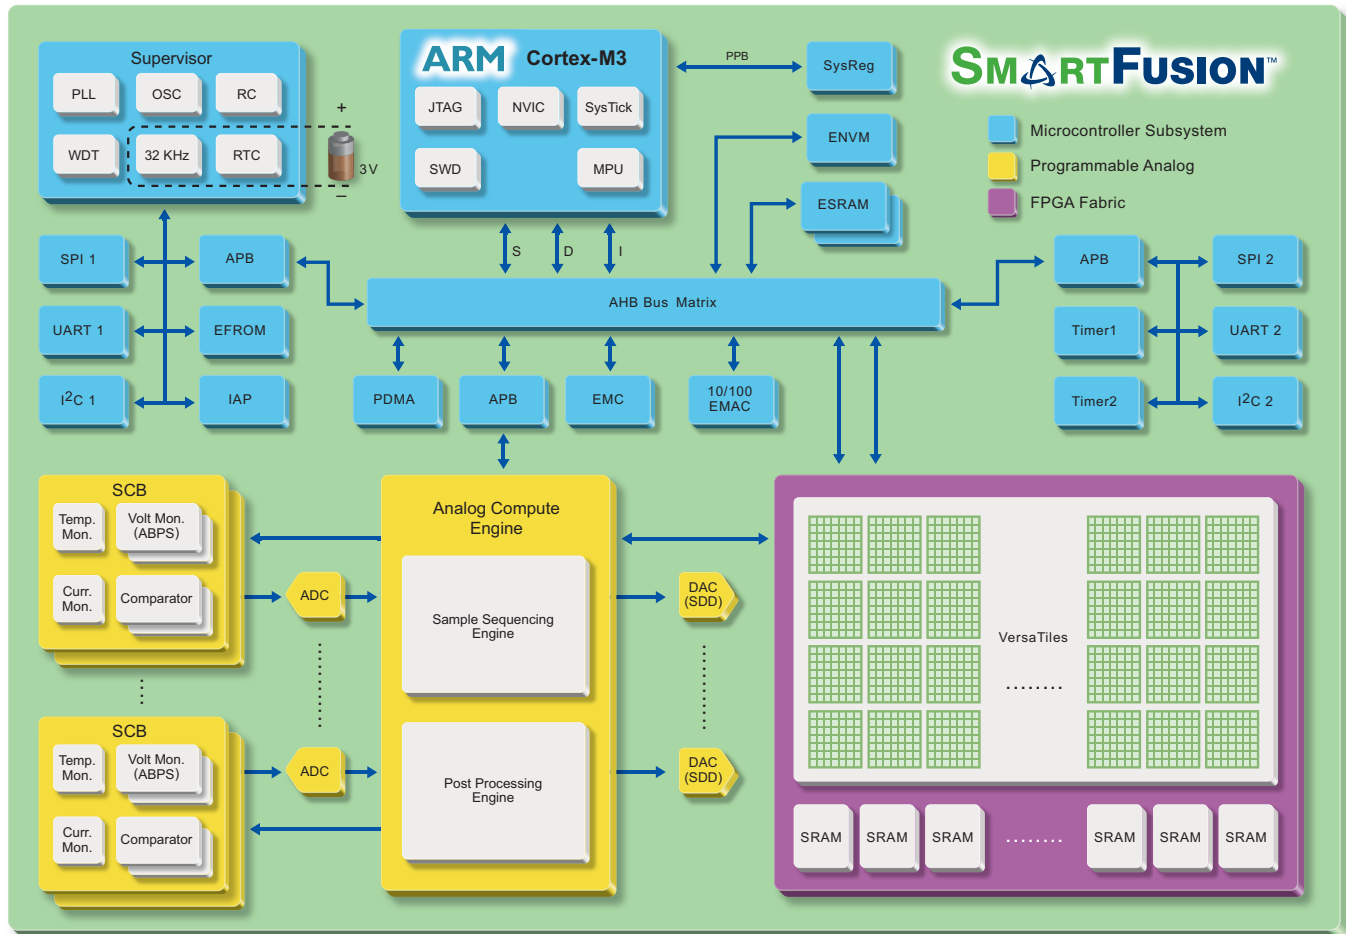 Supervisor
PLL
OSC
RC
WDT
32 KHz
RTC
+
3 V
–
ARM Cortex-M3
JTAG
NVIC
SysTick
SWD
MPU
PPB
SysReg
ENVM
ESRAM
SMARTFUSION™
Microcontroller Subsystem
Programmable Analog
FPGA Fabric
S
D
I
SPI 1
APB
UART 1
EFROM
I²C 1
IAP
AHB Bus Matrix
PDMA
APB
EMC
10/100
EMAC
APB
SPI 2
Timer1
UART 2
Timer2
I²C 2
SCB
Temp.
Mon.
Volt Mon.
(ABPS)
Curr.
Mon.
Comparator
ADC
SCB
Temp.
Mon.
Volt Mon.
(ABPS)
Curr.
Mon.
Comparator
ADC
Analog Compute
Engine
Sample Sequencing
Engine
Post Processing
Engine
DAC
(SDD)
DAC
(SDD)
VersaTiles
........
SRAM
SRAM
SRAM
........
SRAM
SRAM
SRAM